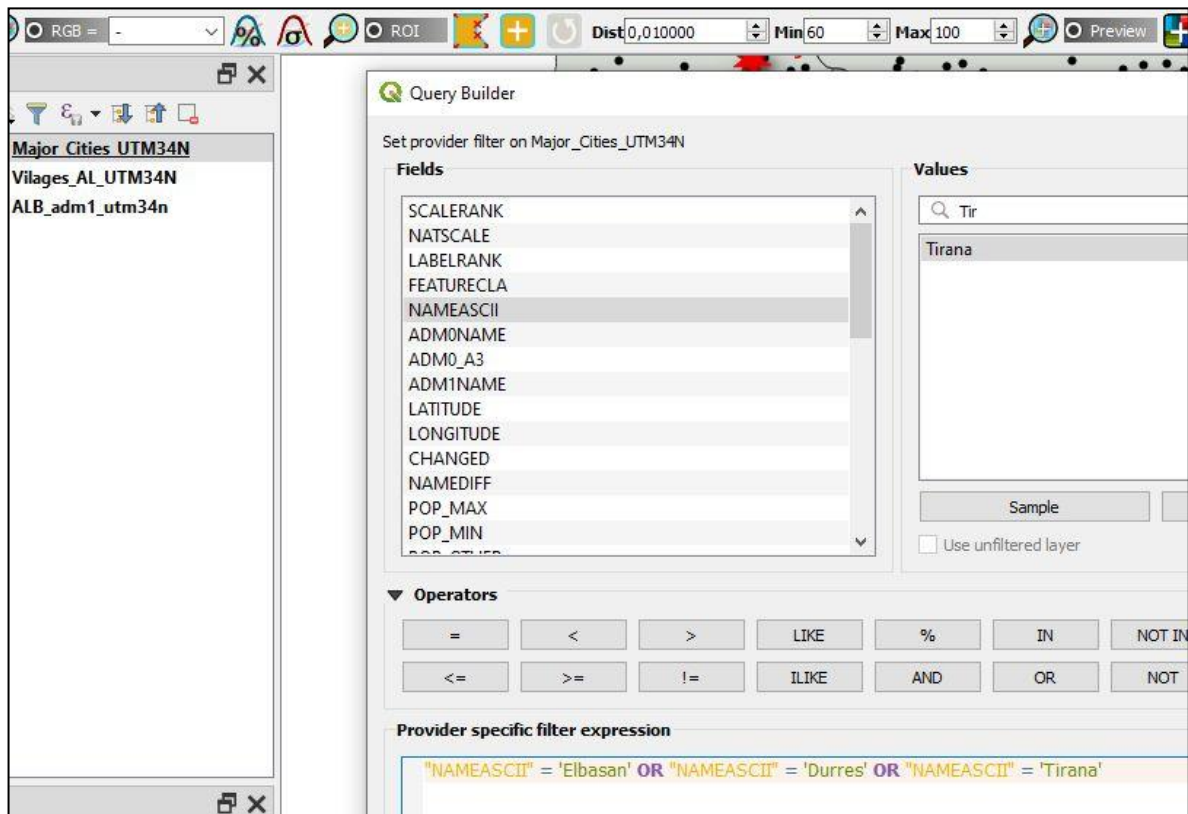 RGB = -
ROI
Dist 0,010000
Min 60
Max 100
Preview
Major_Cities_UTM34N
Vilages_AL_UTM34N
ALB_adm1_utm34n
Query Builder
Set provider filter on Major_Cities_UTM34N
Fields
SCALERANK
NATSCALE
LABELRANK
FEATURECLA
NAMEASCII
ADM0NAME
ADM0_A3
ADM1NAME
LATITUDE
LONGITUDE
CHANGED
NAMEDIFF
POP_MAX
POP_MIN
Values
Tir
Tirana
Sample
Use unfiltered layer
Operators
= < > LIKE % IN NOT IN
<= >= != ILIKE AND OR NOT
Provider specific filter expression
"NAMEASCII" = 'Elbasan' OR "NAMEASCII" = 'Durres' OR "NAMEASCII" = 'Tirana'